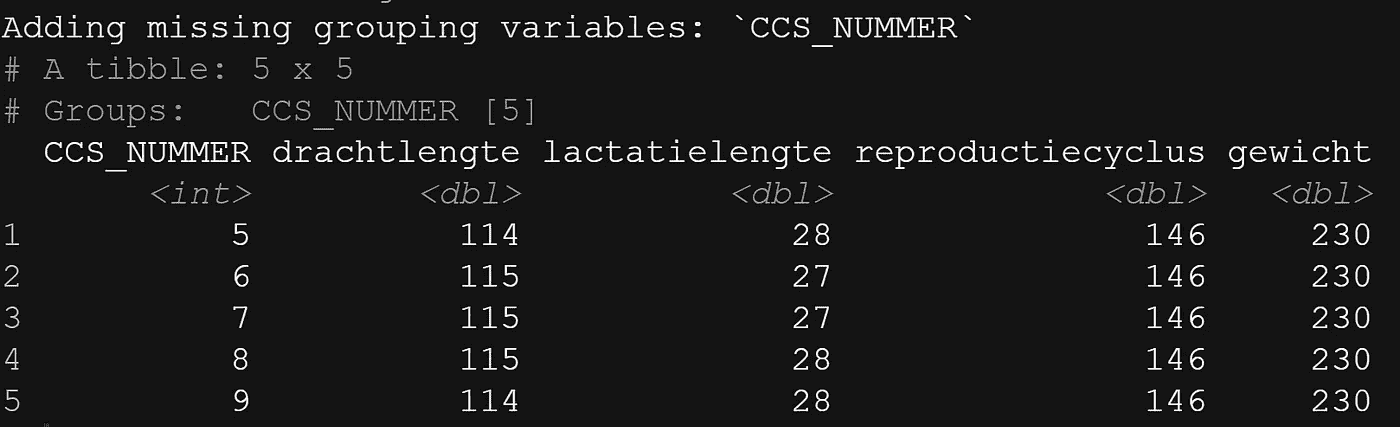 Adding missing grouping variables: `CCS_NUMMER`
# A tibble: 5 x 5
# Groups:   CCS_NUMMER [5]
  CCS_NUMMER drachtlengte lactatielengte reproductiecyclus gewicht
       <int>        <dbl>          <dbl>             <dbl>   <dbl>
1          5          114             28               146     230
2          6          115             27               146     230
3          7          115             27               146     230
4          8          115             28               146     230
5          9          114             28               146     230